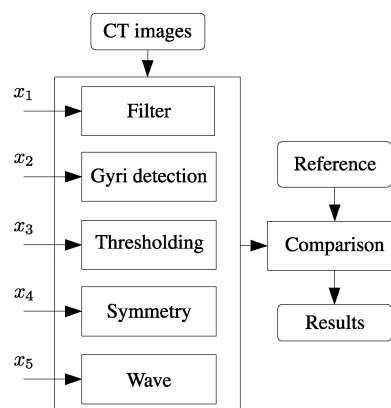 CT images
x₁
Filter
x₂
Gyri detection
x₃
Thresholding
x₄
Symmetry
x₅
Wave
Reference
Comparison
Results